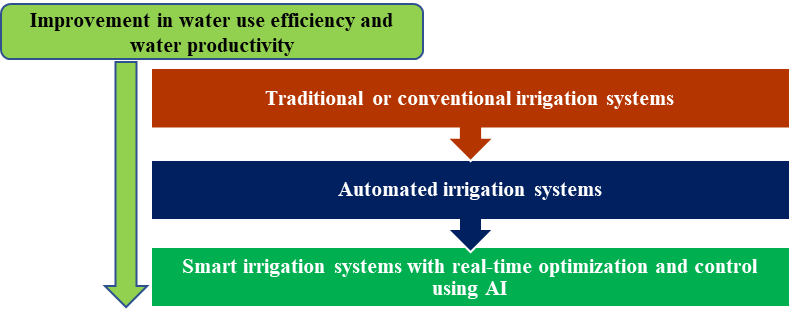 Improvement in water use efficiency and
water productivity
Traditional or conventional irrigation systems
Automated irrigation systems
Smart irrigation systems with real-time optimization and control
using AI